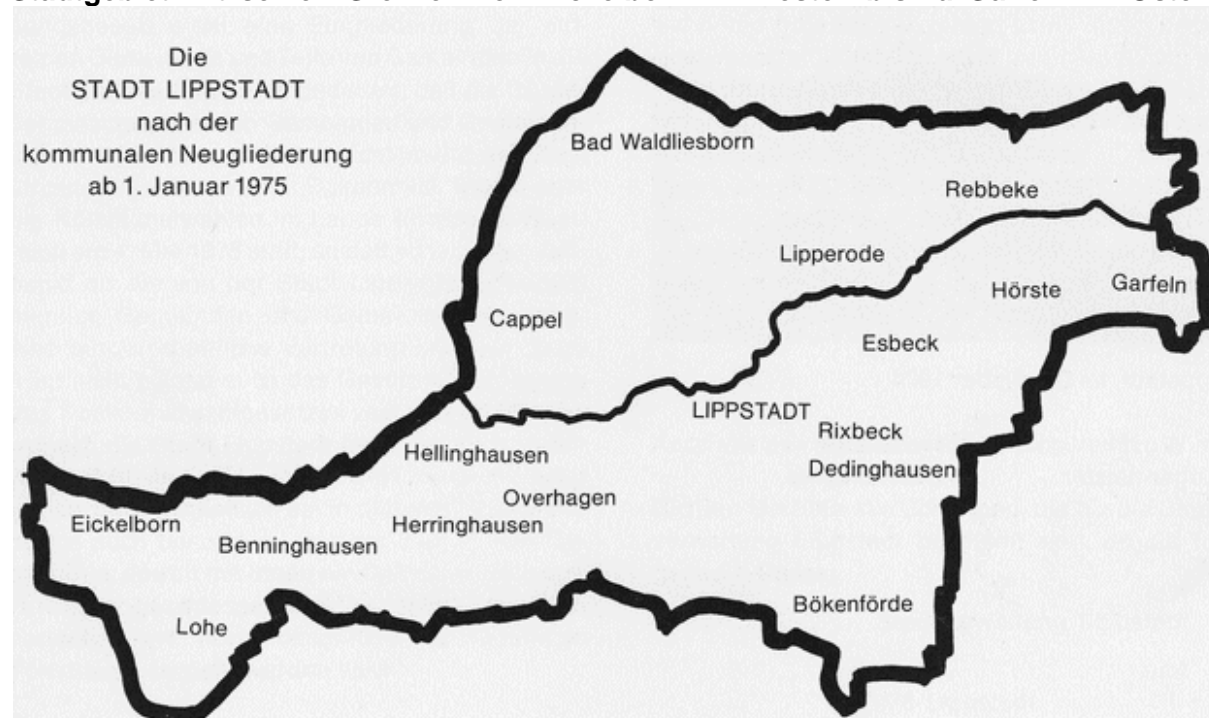 Die
STADT LIPPSTADT
nach der
kommunalen Neugliederung
ab 1. Januar 1975
Bad Waldliesborn
Rebbeke
Lipperode
Garfeln
Hörste
Cappel
Esbeck
LIPPSTADT
Rixbeck
Hellinghausen
Dedinghausen
Overhagen
Eickelborn
Herringhausen
Benninghausen
Bökenförde
Lohe